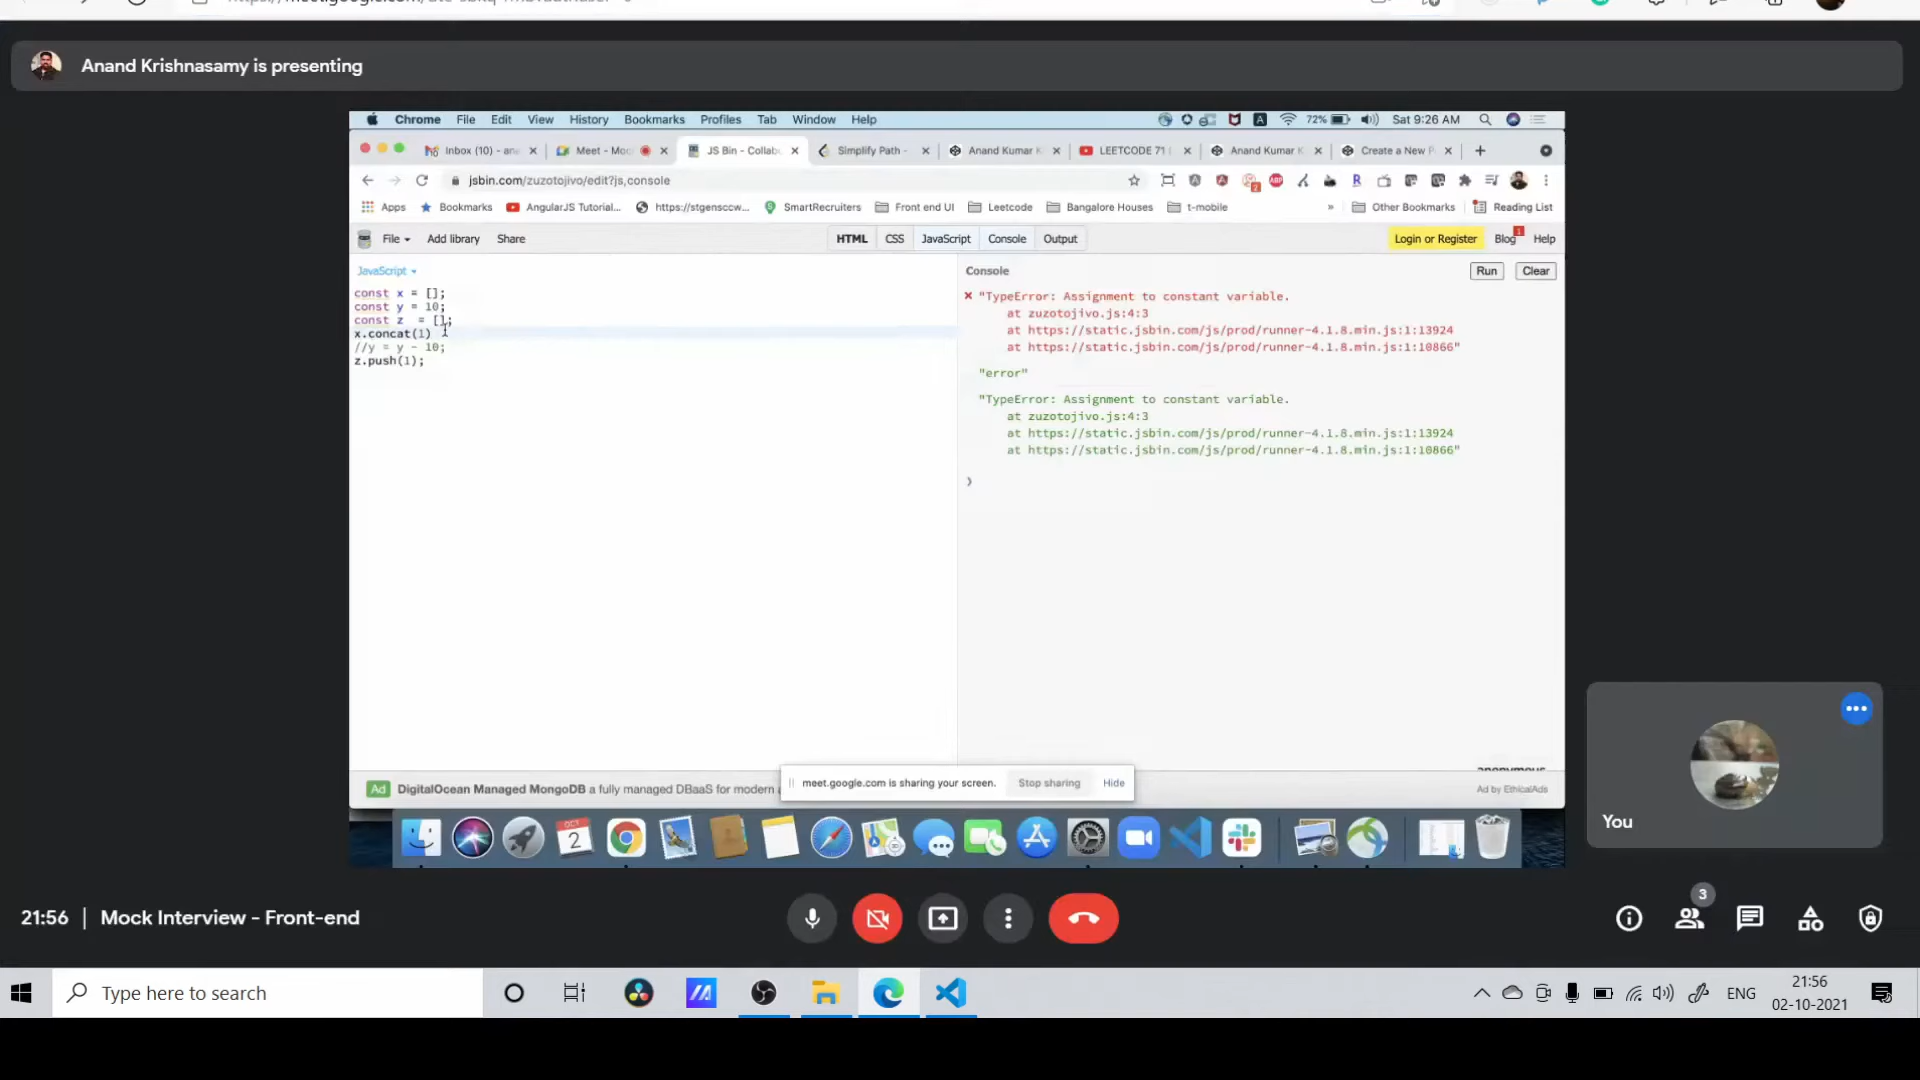 Anand Krishnasamy is presenting
Chrome File Edit View History Bookmarks Profiles Tab Window Help
72% Sat 9:26 AM
Inbox (10) - ana
Meet - Moc
JS Bin - Collab
Simplify Path -
Anand Kumar K
LEETCODE 71 (
Anand Kumar K
Create a New P
jsbin.com/zuzotojivo/edit?js,console
Apps Bookmarks AngularJS Tutorial... https://stgensccw... SmartRecruiters Front end UI Leetcode Bangalore Houses t-mobile » Other Bookmarks Reading List
File Add library Share HTML CSS JavaScript Console Output Login or Register Blog 1 Help
JavaScript
const x = [];
const y = 10;
const z  = [];
x.concat(1)
//y = y - 10;
z.push(1);
Console Run Clear
"TypeError: Assignment to constant variable.
at zuzotojivo.js:4:3
at https://static.jsbin.com/js/prod/runner-4.1.8.min.js:1:13924
at https://static.jsbin.com/js/prod/runner-4.1.8.min.js:1:10866"
"error"
"TypeError: Assignment to constant variable.
at zuzotojivo.js:4:3
at https://static.jsbin.com/js/prod/runner-4.1.8.min.js:1:13924
at https://static.jsbin.com/js/prod/runner-4.1.8.min.js:1:10866"
Ad DigitalOcean Managed MongoDB a fully managed DBaaS for modern
meet.google.com is sharing your screen. Stop sharing Hide
Ad by EthicalAds
OCT
2
You
21:56 | Mock Interview - Front-end
3
Type here to search
ENG
21:56
02-10-2021